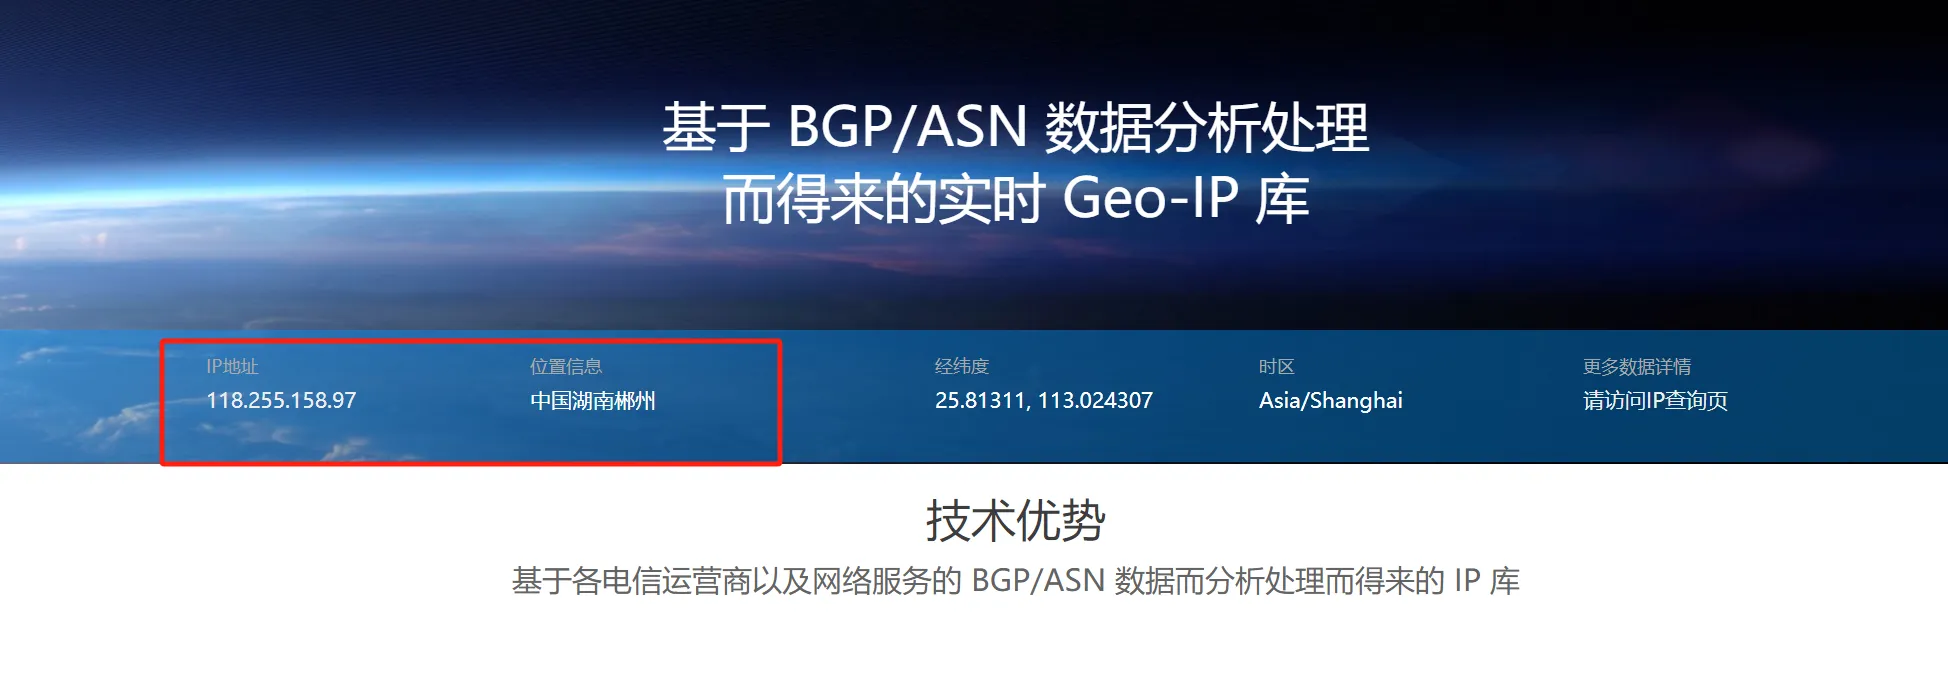 基于 BGP/ASN 数据分析处理
而得来的实时 Geo-IP 库
IP地址
118.255.158.97
位置信息
中国湖南郴州
经纬度
25.81311, 113.024307
时区
Asia/Shanghai
更多数据详情
请访问IP查询页
技术优势
基于各电信运营商以及网络服务的 BGP/ASN 数据而分析处理而得来的 IP 库